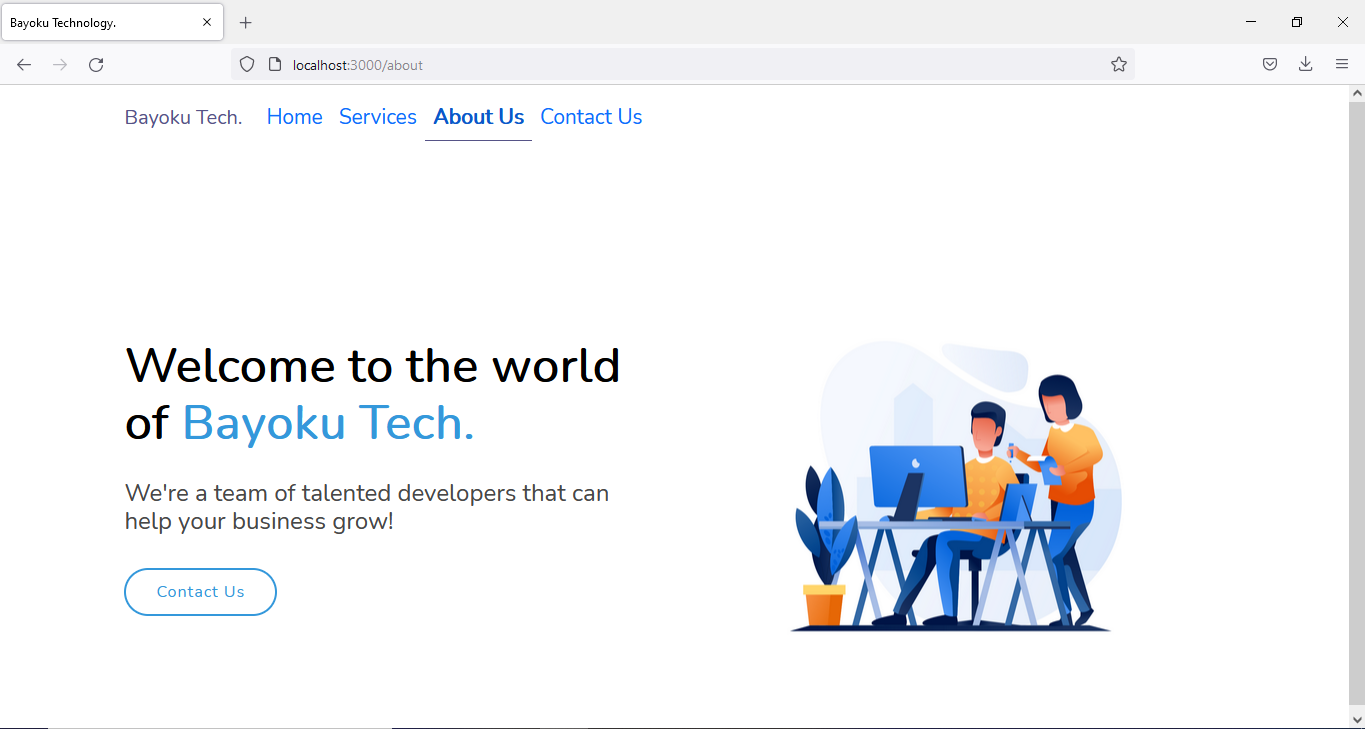 Bayoku Technology.
localhost:3000/about
Bayoku Tech. Home Services About Us Contact Us
Welcome to the world
of Bayoku Tech.
We're a team of talented developers that can
help your business grow!
Contact Us